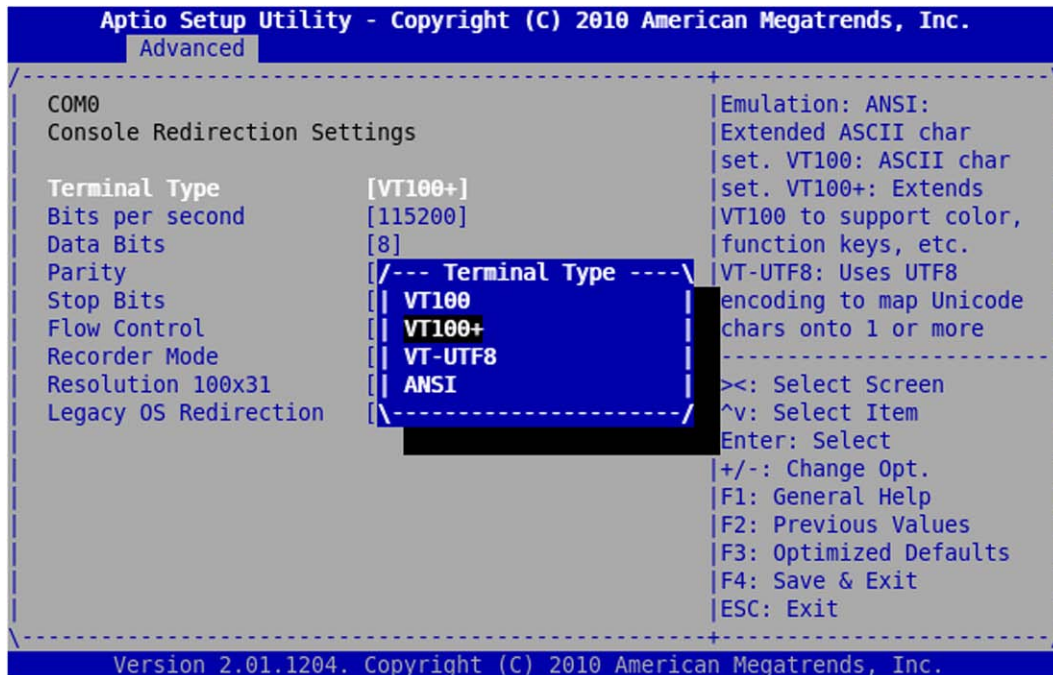 Aptio Setup Utility - Copyright (C) 2010 American Megatrends, Inc.
Advanced
/----------------------------------------------------+-------------------------\
COM0
Console Redirection Settings
Terminal Type [VT100+]
Bits per second [115200]
Data Bits [8]
Parity [
Stop Bits [
Flow Control [
Recorder Mode [
Resolution 100x31 [
Legacy OS Redirection [
/--- Terminal Type ----\
VT100
VT100+
VT-UTF8
ANSI
\----------------------/
Emulation: ANSI:
Extended ASCII char
set. VT100: ASCII char
set. VT100+: Extends
VT100 to support color,
function keys, etc.
VT-UTF8: Uses UTF8
encoding to map Unicode
chars onto 1 or more
-------------------------
><: Select Screen
^v: Select Item
Enter: Select
+/-: Change Opt.
F1: General Help
F2: Previous Values
F3: Optimized Defaults
F4: Save & Exit
ESC: Exit
\----------------------------------------------------+-------------------------/
Version 2.01.1204. Copyright (C) 2010 American Megatrends, Inc.